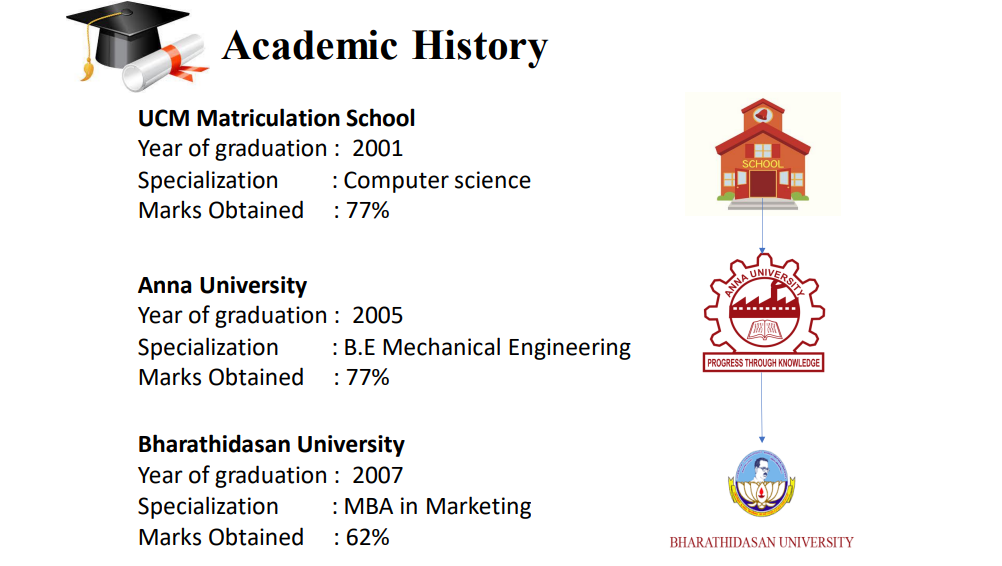 Academic History
UCM Matriculation School
Year of graduation : 2001
Specialization : Computer science
Marks Obtained : 77%
SCHOOL
Anna University
Year of graduation : 2005
Specialization : B.E Mechanical Engineering
Marks Obtained : 77%
ANNA UNIVERSITY
PROGRESS THROUGH KNOWLEDGE
Bharathidasan University
Year of graduation : 2007
Specialization : MBA in Marketing
Marks Obtained : 62%
BHARATHIDASAN UNIVERSITY